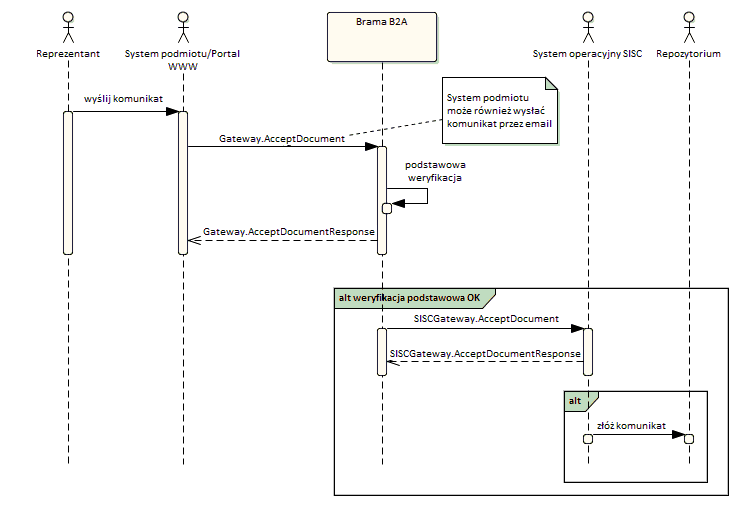 Reprezentant
System podmiotu/Portal
WWW
Brama B2A
System operacyjny SISC
Repozytorium
wyślij komunikat
System podmiotu
może również wysłać
komunikat przez email
Gateway.AcceptDocument
podstawowa
weryfikacja
Gateway.AcceptDocumentResponse
alt weryfikacja podstawowa OK
SISCGateway.AcceptDocument
SISCGateway.AcceptDocumentResponse
alt
złóż komunikat